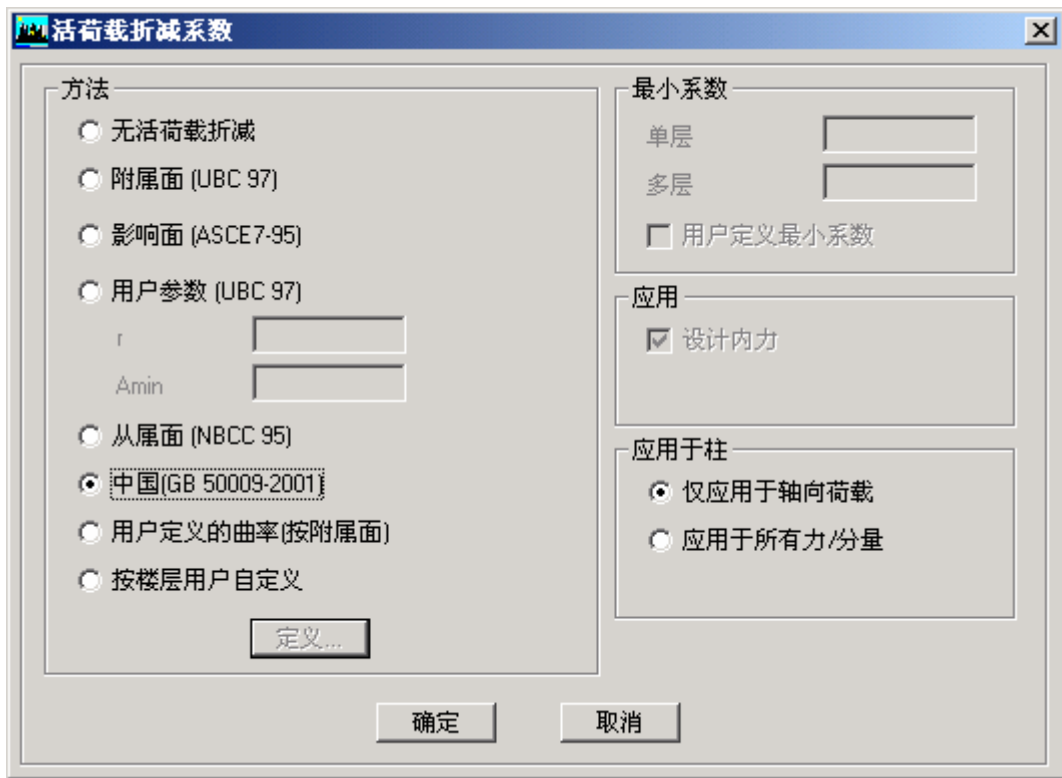 活荷载折减系数
方法
无活荷载折减
附属面 (UBC 97)
影响面 (ASCE7-95)
用户参数 (UBC 97)
r
Amin
从属面 (NBCC 95)
中国(GB 50009-2001)
用户定义的曲率(按附属面)
按楼层用户自定义
定义...
最小系数
单层
多层
用户定义最小系数
应用
设计内力
应用于柱
仅应用于轴向荷载
应用于所有力/分量
确定
取消